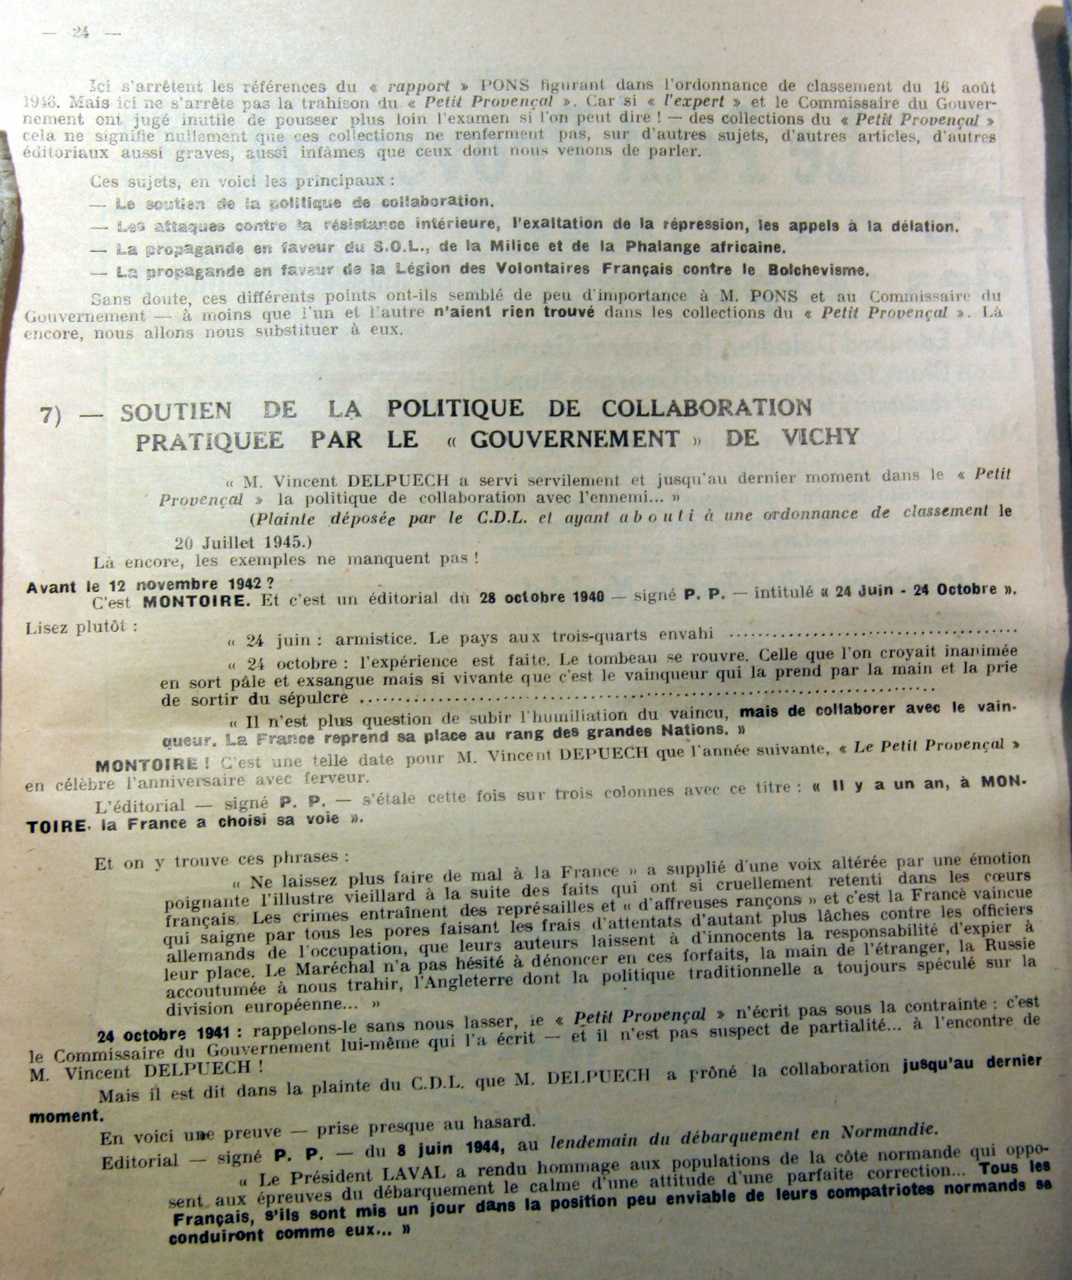 — 24 —
Ici s'arrêtent les références du « rapport » PONS figurant dans l'ordonnance de classement du 16 août
1946. Mais ici ne s'arrête pas la trahison du « Petit Provençal ». Car si « l'expert » et le Commissaire du Gouver-
nement ont jugé inutile de pousser plus loin l'examen si l'on peut dire ! — des collections du « Petit Provençal »
cela ne signifie nullement que ces collections ne renferment pas, sur d'autres sujets, d'autres articles, d'autres
éditoriaux aussi graves, aussi infâmes que ceux dont nous venons de parler.
Ces sujets, en voici les principaux :
— Le soutien de la politique de collaboration.
— Les attaques contre la résistance intérieure, l'exaltation de la répression, les appels à la délation.
— La propagande en faveur du S.O.L., de la Milice et de la Phalange africaine.
— La propagande en faveur de la Légion des Volontaires Français contre le Bolchevisme.
Sans doute, ces différents points ont-ils semblé de peu d'importance à M. PONS et au Commissaire du
Gouvernement — à moins que l'un et l'autre n'aient rien trouvé dans les collections du « Petit Provençal ». Là
encore, nous allons nous substituer à eux.
7) — SOUTIEN DE LA POLITIQUE DE COLLABORATION
PRATIQUEE PAR LE « GOUVERNEMENT » DE VICHY
« M. Vincent DELPUECH a servi servilement et jusqu'au dernier moment dans le « Petit
Provençal » la politique de collaboration avec l'ennemi... »
(Plainte déposée par le C.D.L. et ayant abouti à une ordonnance de classement le
20 Juillet 1945.)
Là encore, les exemples ne manquent pas !
Avant le 12 novembre 1942 ?
C'est MONTOIRE. Et c'est un éditorial dù 28 octobre 1940 — signé P. P. — intitulé « 24 Juin - 24 Octobre ».
Lisez plutôt :
« 24 juin : armistice. Le pays aux trois-quarts envahi ........................................
« 24 octobre : l'expérience est faite. Le tombeau se rouvre. Celle que l'on croyait inanimée
en sort pâle et exsangue mais si vivante que c'est le vainqueur qui la prend par la main et la prie
de sortir du sépulcre ................................................................................
« Il n'est plus question de subir l'humiliation du vaincu, mais de collaborer avec le vain-
queur. La France reprend sa place au rang des grandes Nations. »
MONTOIRE ! C'est une telle date pour M. Vincent DEPUECH que l'année suivante, « Le Petit Provençal »
en célèbre l'anniversaire avec ferveur.
L'éditorial — signé P. P. — s'étale cette fois sur trois colonnes avec ce titre : « Il y a un an, à MON-
TOIRE, la France a choisi sa voie ».
Et on y trouve ces phrases :
« Ne laissez plus faire de mal à la France » a supplié d'une voix altérée par une émotion
poignante l'illustre vieillard à la suite des faits qui ont si cruellement retenti dans les cœurs
français. Les crimes entraînent des représailles et « d'affreuses rançons » et c'est la France vaincue
qui saigne par tous les pores faisant les frais d'attentats d'autant plus lâches contre les officiers
allemands de l'occupation, que leurs auteurs laissent à d'innocents la responsabilité d'expier à
leur place. Le Maréchal n'a pas hésité à dénoncer en ces forfaits, la main de l'étranger, la Russie
accoutumée à nous trahir, l'Angleterre dont la politique traditionnelle a toujours spéculé sur la
division européenne... »
24 octobre 1941 : rappelons-le sans nous lasser, le « Petit Provençal » n'écrit pas sous la contrainte : c'est
le Commissaire du Gouvernement lui-même qui l'a écrit — et il n'est pas suspect de partialité... à l'encontre de
M. Vincent DELPUECH !
Mais il est dit dans la plainte du C.D.L. que M. DELPUECH a prôné la collaboration jusqu'au dernier
moment.
En voici une preuve — prise presque au hasard.
Editorial — signé P. P. — du 8 juin 1944, au lendemain du débarquement en Normandie.
« Le Président LAVAL a rendu hommage aux populations de la côte normande qui oppo-
sent aux épreuves du débarquement le calme d'une attitude d'une parfaite correction... Tous les
Français, s'ils sont mis un jour dans la position peu enviable de leurs compatriotes normands se
conduiront comme eux... »